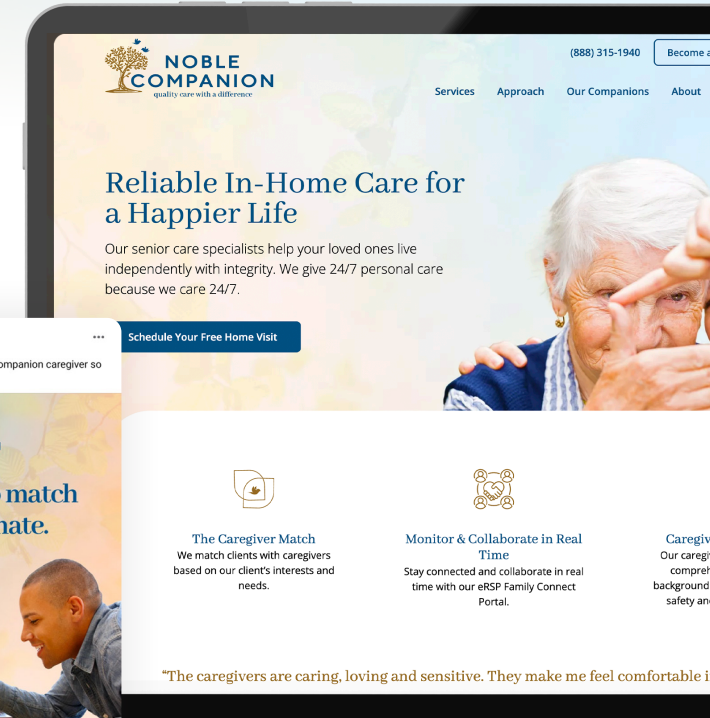 NOBLE
COMPANION
quality care with a difference
(888) 315-1940
Become a
Services Approach Our Companions About
Reliable In-Home Care for
a Happier Life
Our senior care specialists help your loved ones live
independently with integrity. We give 24/7 personal care
because we care 24/7.
Schedule Your Free Home Visit
caregiver so
match
The Caregiver Match
We match clients with caregivers
based on our client's interests and
needs.
Monitor & Collaborate in Real
Time
Stay connected and collaborate in real
time with our eRSP Family Connect
Portal.
Our
background
safety
“The caregivers are caring, loving and sensitive. They make me feel comfortable